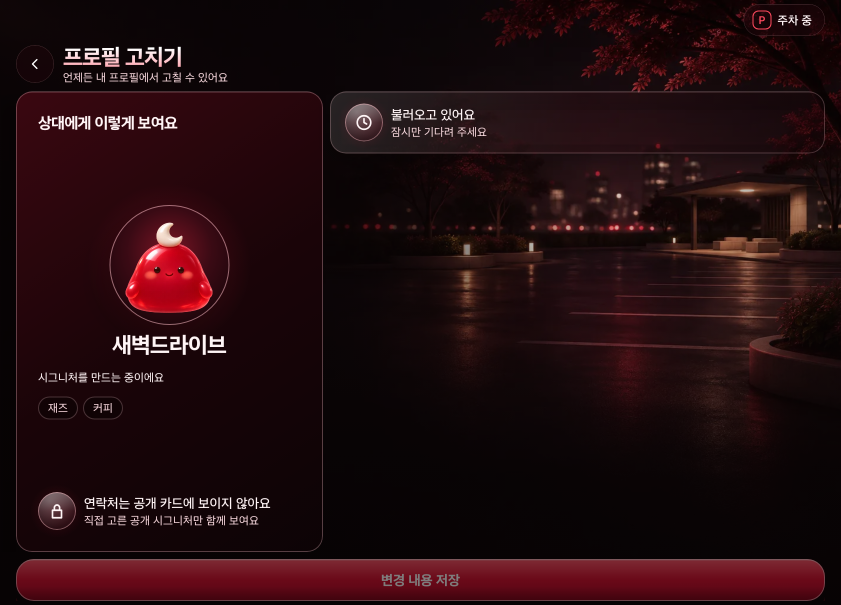 P 주차 중
프로필 고치기
언제든 내 프로필에서 고칠 수 있어요
상대에게 이렇게 보여요
새벽드라이브
시그니처를 만드는 중이에요
재즈 커피
연락처는 공개 카드에 보이지 않아요
직접 고른 공개 시그니처만 함께 보여요
불러오고 있어요
잠시만 기다려 주세요
변경 내용 저장